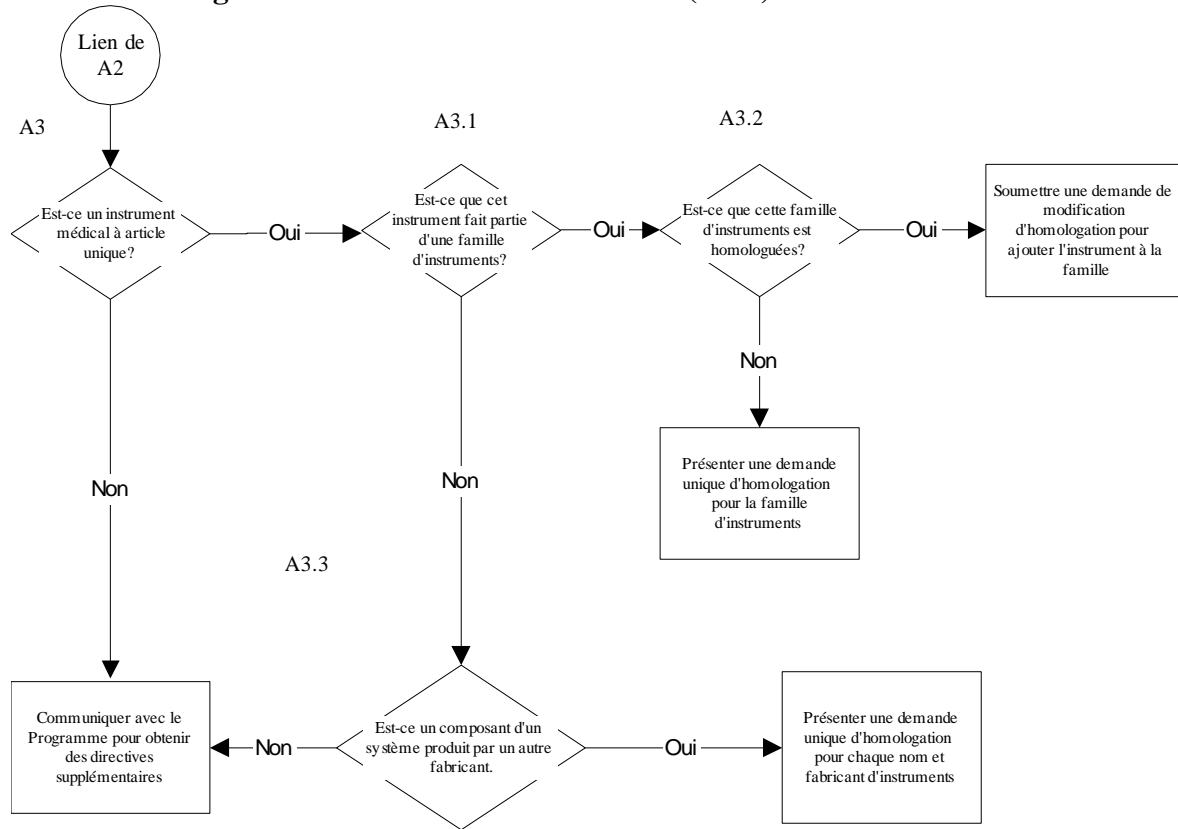 Lien de
A2
A3
A3.1
A3.2
Est-ce un instrument
médical à article
unique?
Oui
Est-ce que cet
instrument fait partie
d'une famille
d'instruments?
Oui
Est-ce que cette famille
d'instruments est
homologuées?
Oui
Soumettre une demande de
modification
d'homologation pour
ajouter l'instrument à la
famille
Non
Présenter une demande
unique d'homologation
pour la famille
d'instruments
Non
Non
A3.3
Communiquer avec le
Programme pour obtenir
des directives
supplémentaires
Non
Est-ce un composant d'un
système produit par un autre
fabricant.
Oui
Présenter une demande
unique d'homologation
pour chaque nom et
fabricant d'instruments